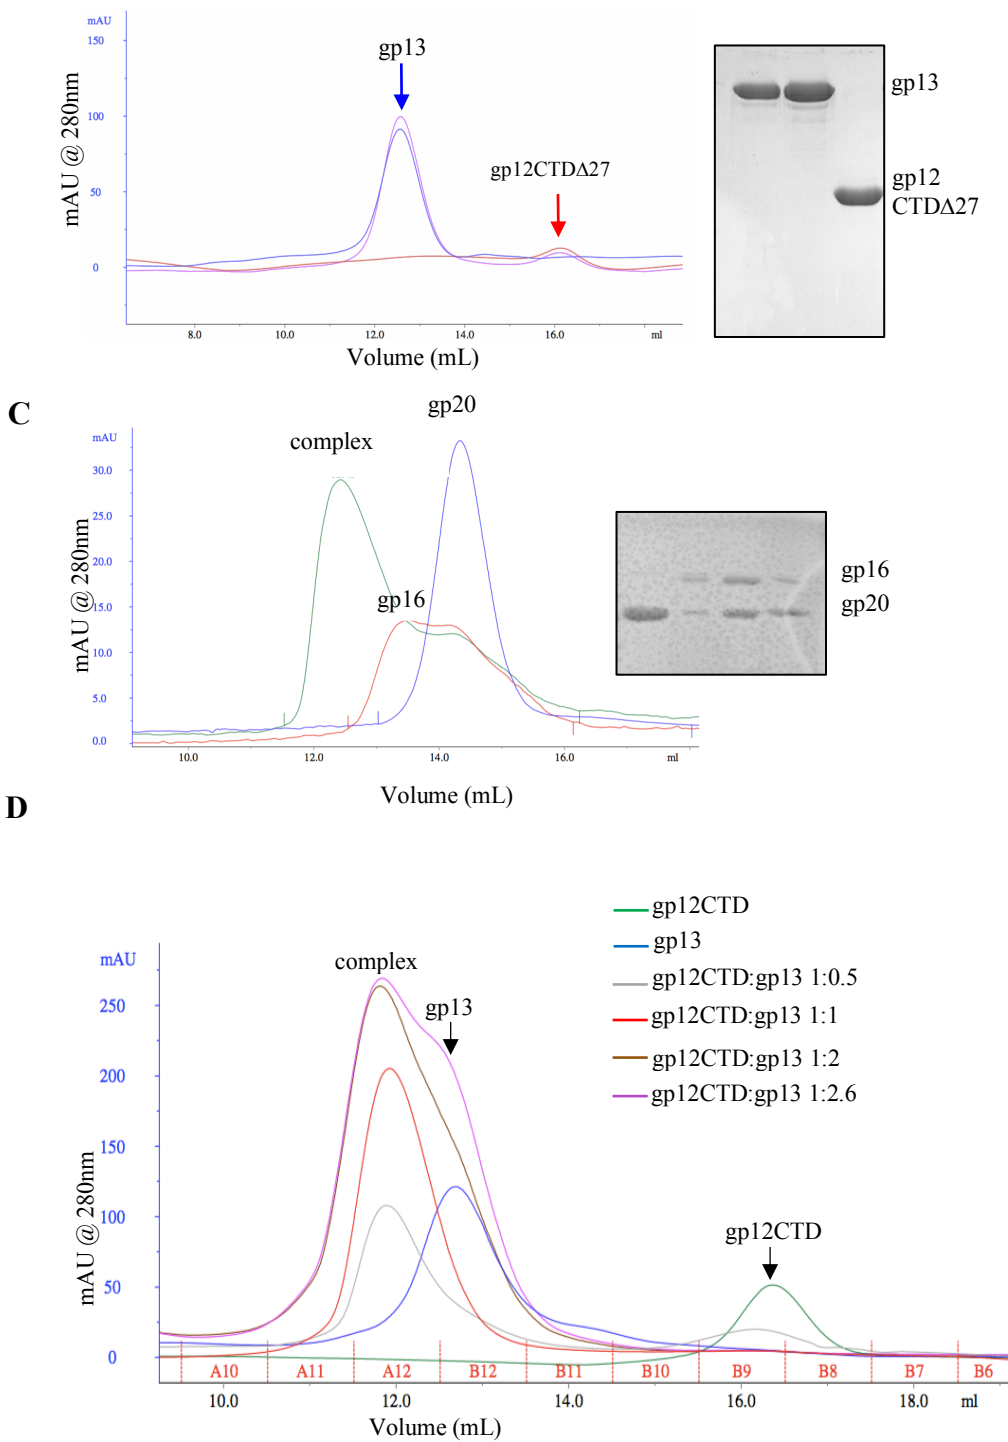 mAU
150
100
50
0
mAU @ 280nm
gp13
gp12CTDΔ27
8.0 10.0 12.0 14.0 16.0 ml
Volume (mL)
gp13
gp12
CTDΔ27
C
mAU
30.0
25.0
20.0
15.0
10.0
5.0
0.0
mAU @ 280nm
complex
gp20
gp16
10.0 12.0 14.0 16.0 ml
Volume (mL)
gp16
gp20
D
gp12CTD
gp13
gp12CTD:gp13 1:0.5
gp12CTD:gp13 1:1
gp12CTD:gp13 1:2
gp12CTD:gp13 1:2.6
mAU
250
200
150
100
50
0
mAU @ 280nm
complex
gp13
gp12CTD
A10 A11 A12 B12 B11 B10 B9 B8 B7 B6
10.0 12.0 14.0 16.0 18.0 ml
Volume (mL)